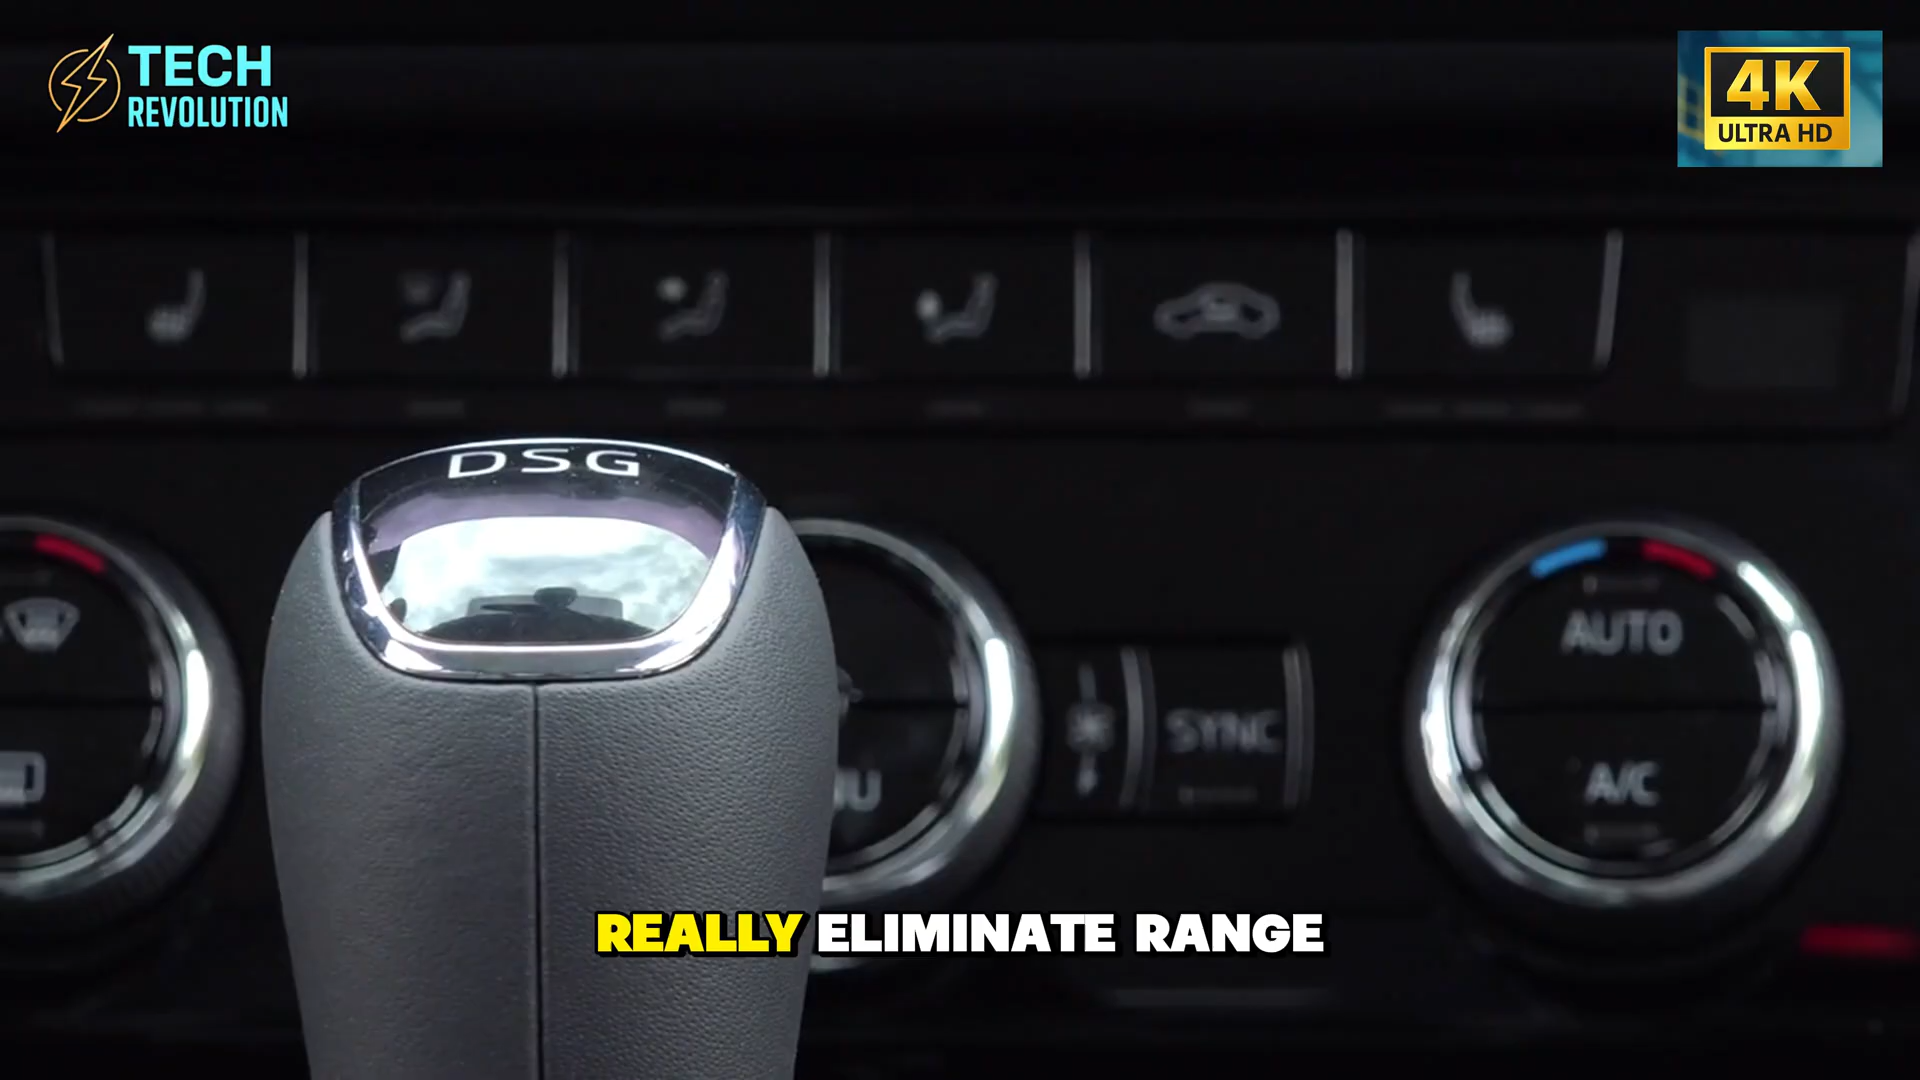 TECH
REVOLUTION
4K
ULTRA HD
DSG
AUTO
SYNC
A/C
REALLY ELIMINATE RANGE